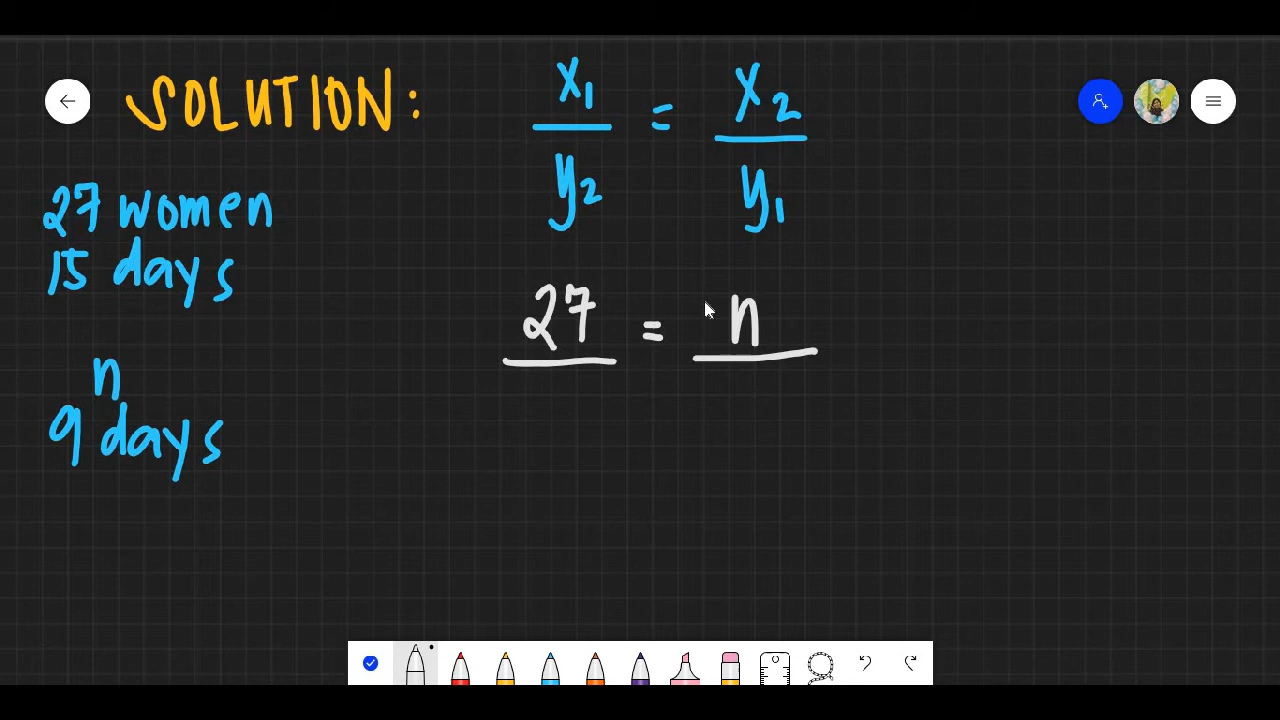 SOLUTION:
x1 / y2 = x2 / y1
27 women
15 days
27 = n
n
9 days